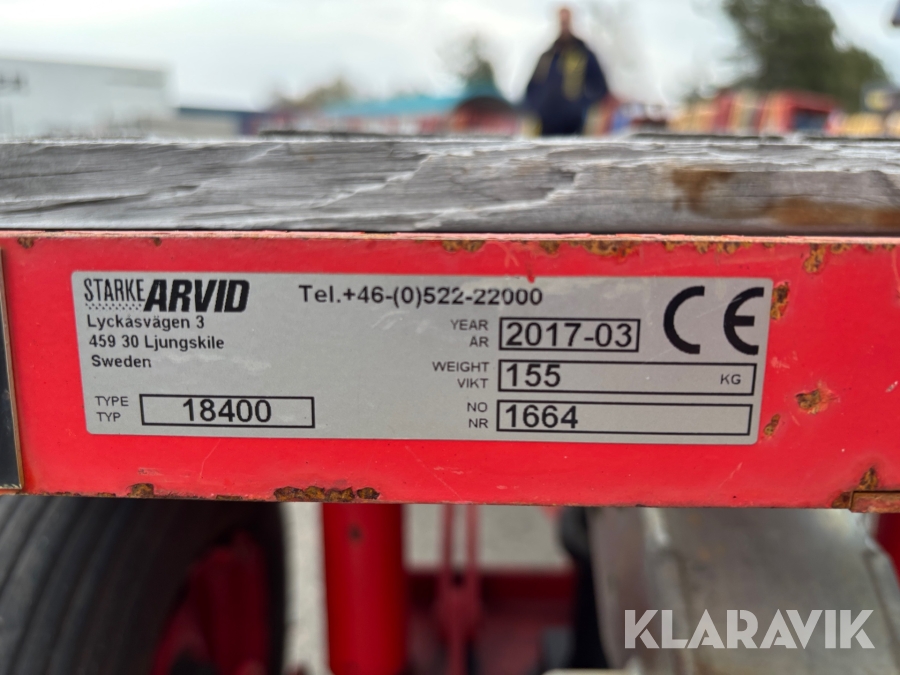 STARKE ARVID
Lyckåsvägen 3
459 30 Ljungskile
Sweden
TYPE
TYP
18400
Tel.+46-(0)522-22000
YEAR
ÅR
2017-03
CE
WEIGHT
VIKT
155
KG
NO
NR
1664
KLARAVIK